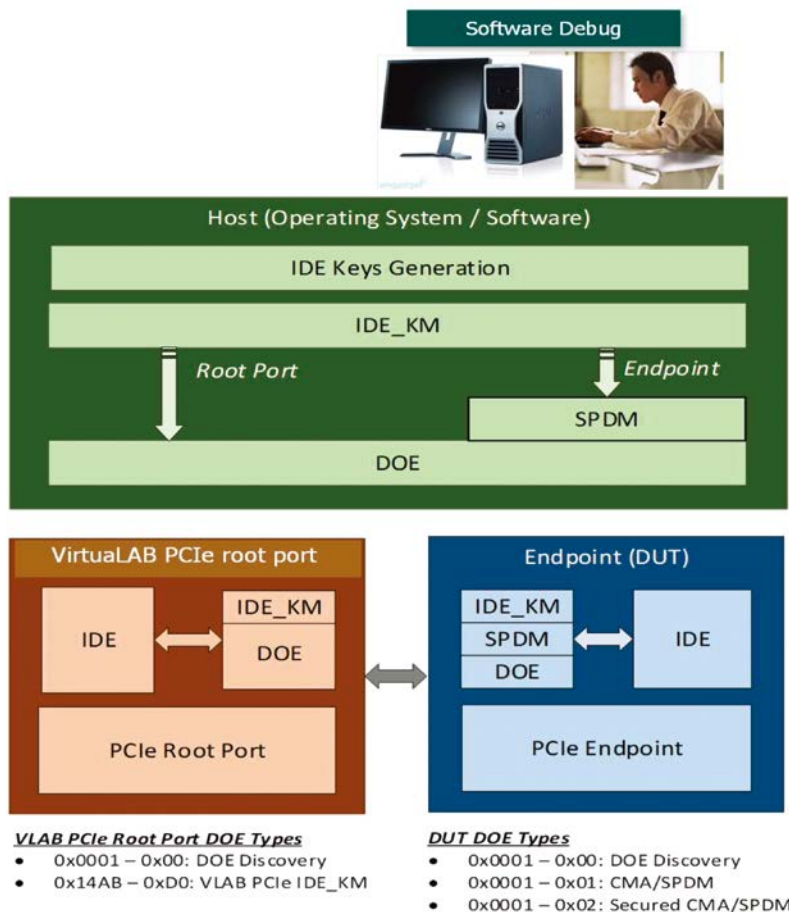 Software Debug
Host (Operating System / Software)
IDE Keys Generation
IDE_KM
Root Port
Endpoint
SPDM
DOE
VirtuaLAB PCIe root port
IDE
IDE_KM
DOE
PCIe Root Port
Endpoint (DUT)
IDE_KM
SPDM
DOE
IDE
PCIe Endpoint
VLAB PCIe Root Port DOE Types
• 0x0001 – 0x00: DOE Discovery
• 0x14AB – 0xD0: VLAB PCIe IDE_KM
DUT DOE Types
• 0x0001 – 0x00: DOE Discovery
• 0x0001 – 0x01: CMA/SPDM
• 0x0001 – 0x02: Secured CMA/SPDM